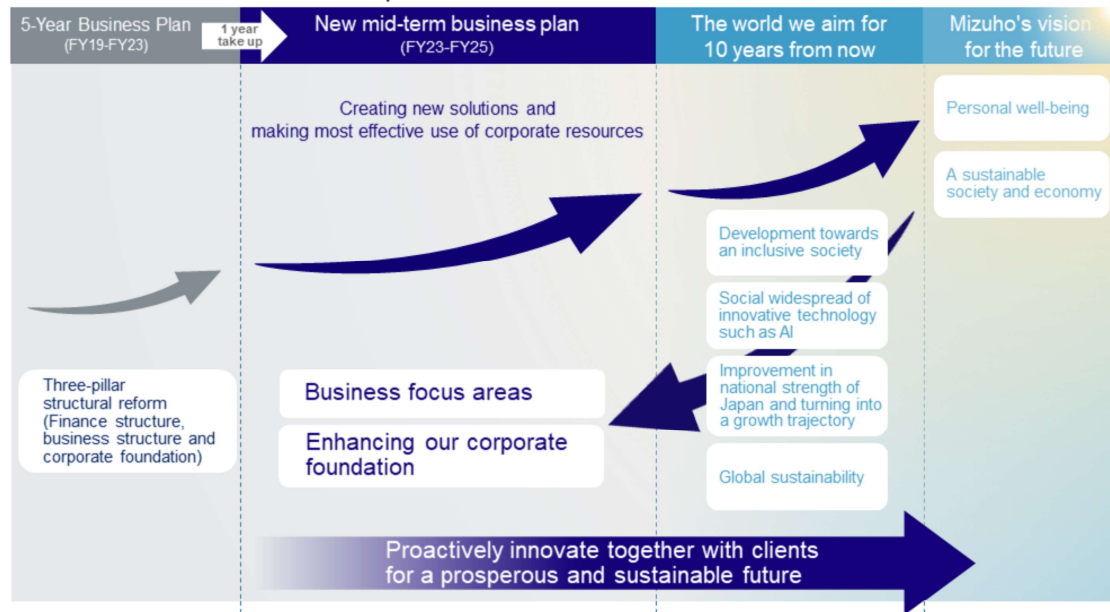 5-Year Business Plan
(FY19-FY23)
1 year
take up
New mid-term business plan
(FY23-FY25)
The world we aim for
10 years from now
Mizuho's vision
for the future
Creating new solutions and
making most effective use of corporate resources
Personal well-being
A sustainable
society and economy
Development towards
an inclusive society
Social widespread of
innovative technology
such as AI
Improvement in
national strength of
Japan and turning into
a growth trajectory
Global sustainability
Three-pillar
structural reform
(Finance structure,
business structure and
corporate foundation)
Business focus areas
Enhancing our corporate
foundation
Proactively innovate together with clients
for a prosperous and sustainable future